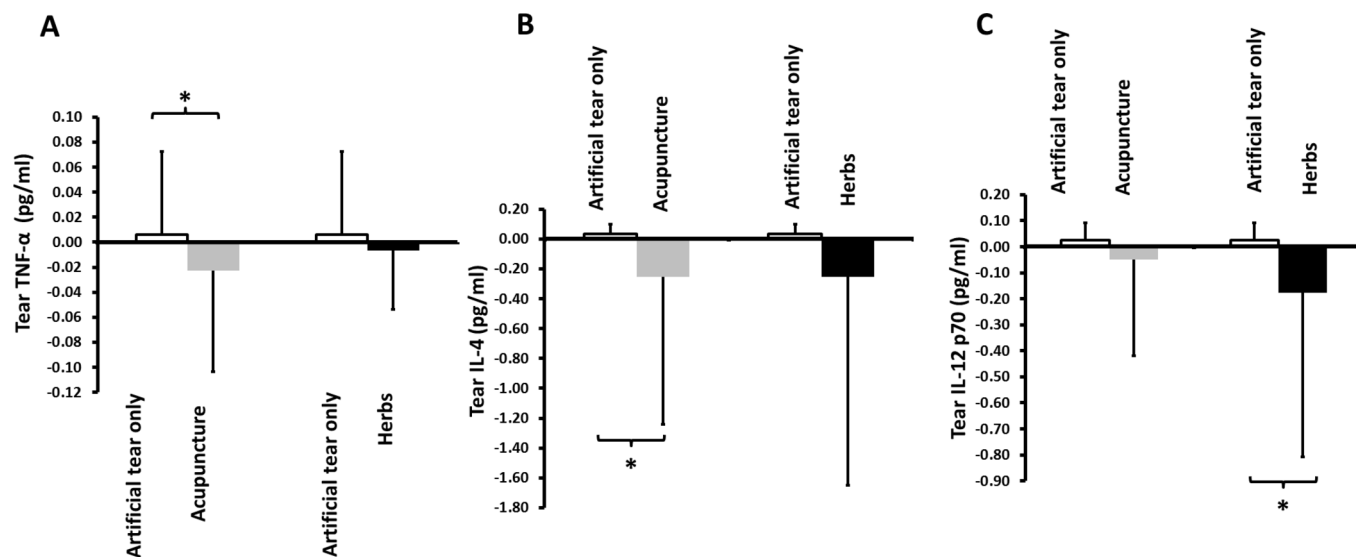 A
*
Tear TNF-α (pg/ml)
0.10
0.08
0.06
0.04
0.02
0.00
-0.02
-0.04
-0.06
-0.08
-0.10
-0.12
Artificial tear only
Acupuncture
Artificial tear only
Herbs
B
Artificial tear only
Acupuncture
Artificial tear only
Herbs
Tear IL-4 (pg/ml)
0.20
0.00
-0.20
-0.40
-0.60
-0.80
-1.00
-1.20
-1.40
-1.60
-1.80
*
C
Artificial tear only
Acupuncture
Artificial tear only
Herbs
Tear IL-12 p70 (pg/ml)
0.20
0.10
0.00
-0.10
-0.20
-0.30
-0.40
-0.50
-0.60
-0.70
-0.80
-0.90
*